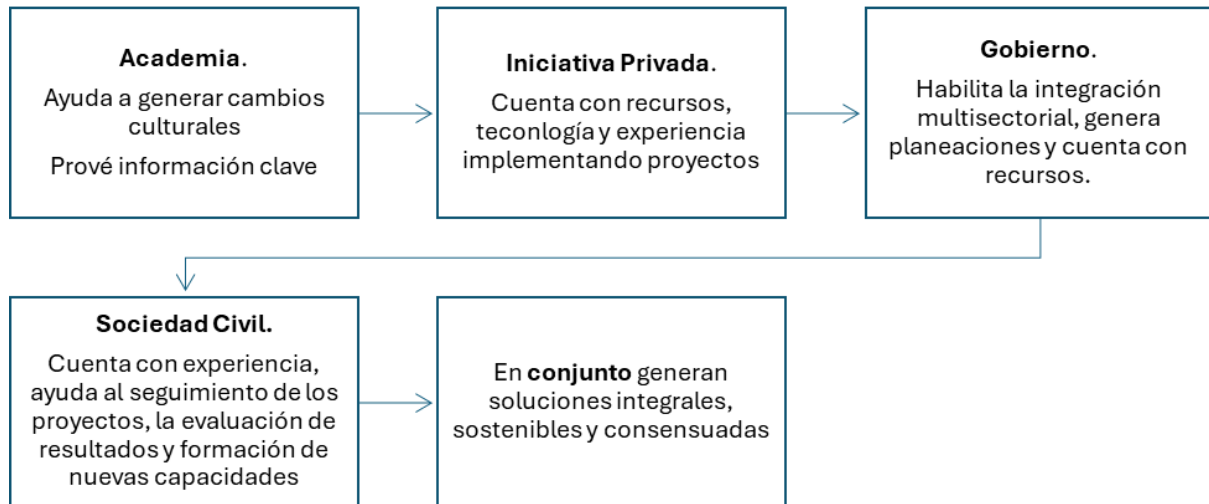 Academia.
Ayuda a generar cambios
culturales
Prové información clave
Iniciativa Privada.
Cuenta con recursos,
teconlogía y experiencia
implementando proyectos
Gobierno.
Habilita la integración
multisectorial, genera
planeaciones y cuenta con
recursos.
Sociedad Civil.
Cuenta con experiencia,
ayuda al seguimiento de los
proyectos, la evaluación de
resultados y formación de
nuevas capacidades
En conjunto generan
soluciones integrales,
sostenibles y consensuadas